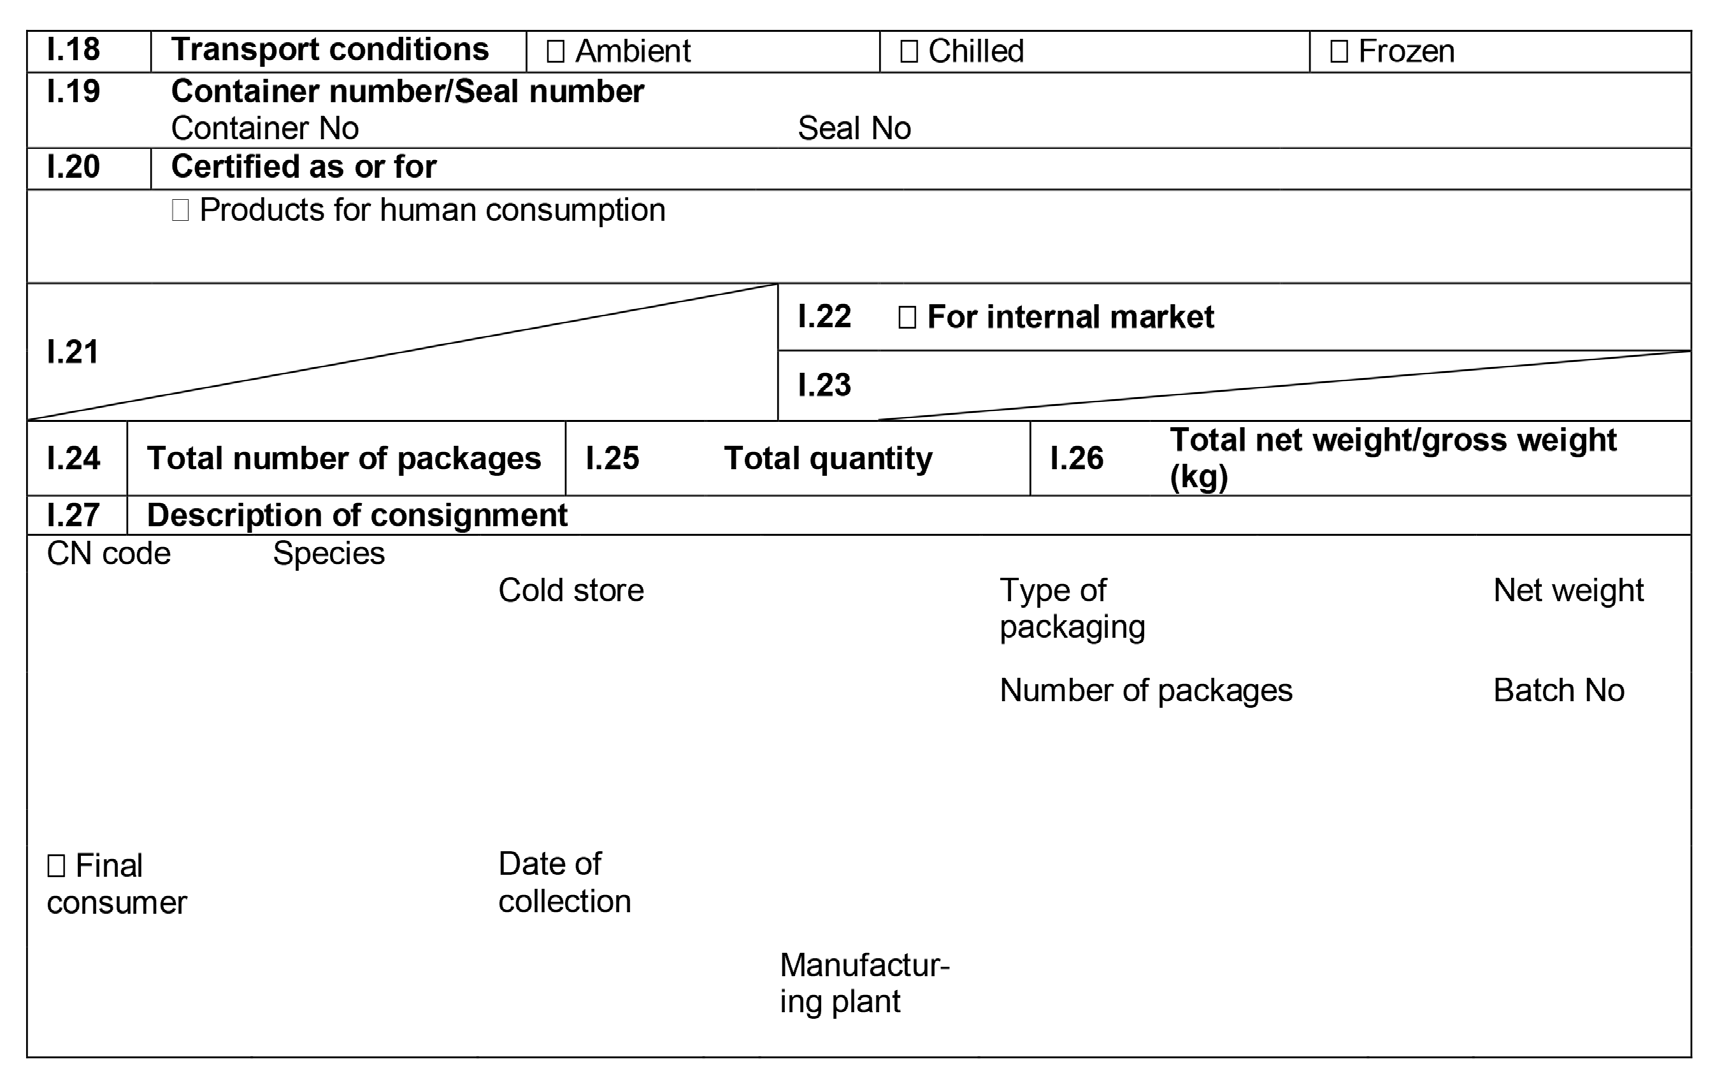 I.18 Transport conditions ☐ Ambient ☐ Chilled ☐ Frozen
I.19 Container number/Seal number
Container No Seal No
I.20 Certified as or for
☐ Products for human consumption
I.21
I.22 ☐ For internal market
I.23
I.24 Total number of packages I.25 Total quantity I.26 Total net weight/gross weight
(kg)
I.27 Description of consignment
CN code Species
Cold store Type of Net weight
packaging
Number of packages Batch No
☐ Final Date of
consumer collection
Manufactur-
ing plant